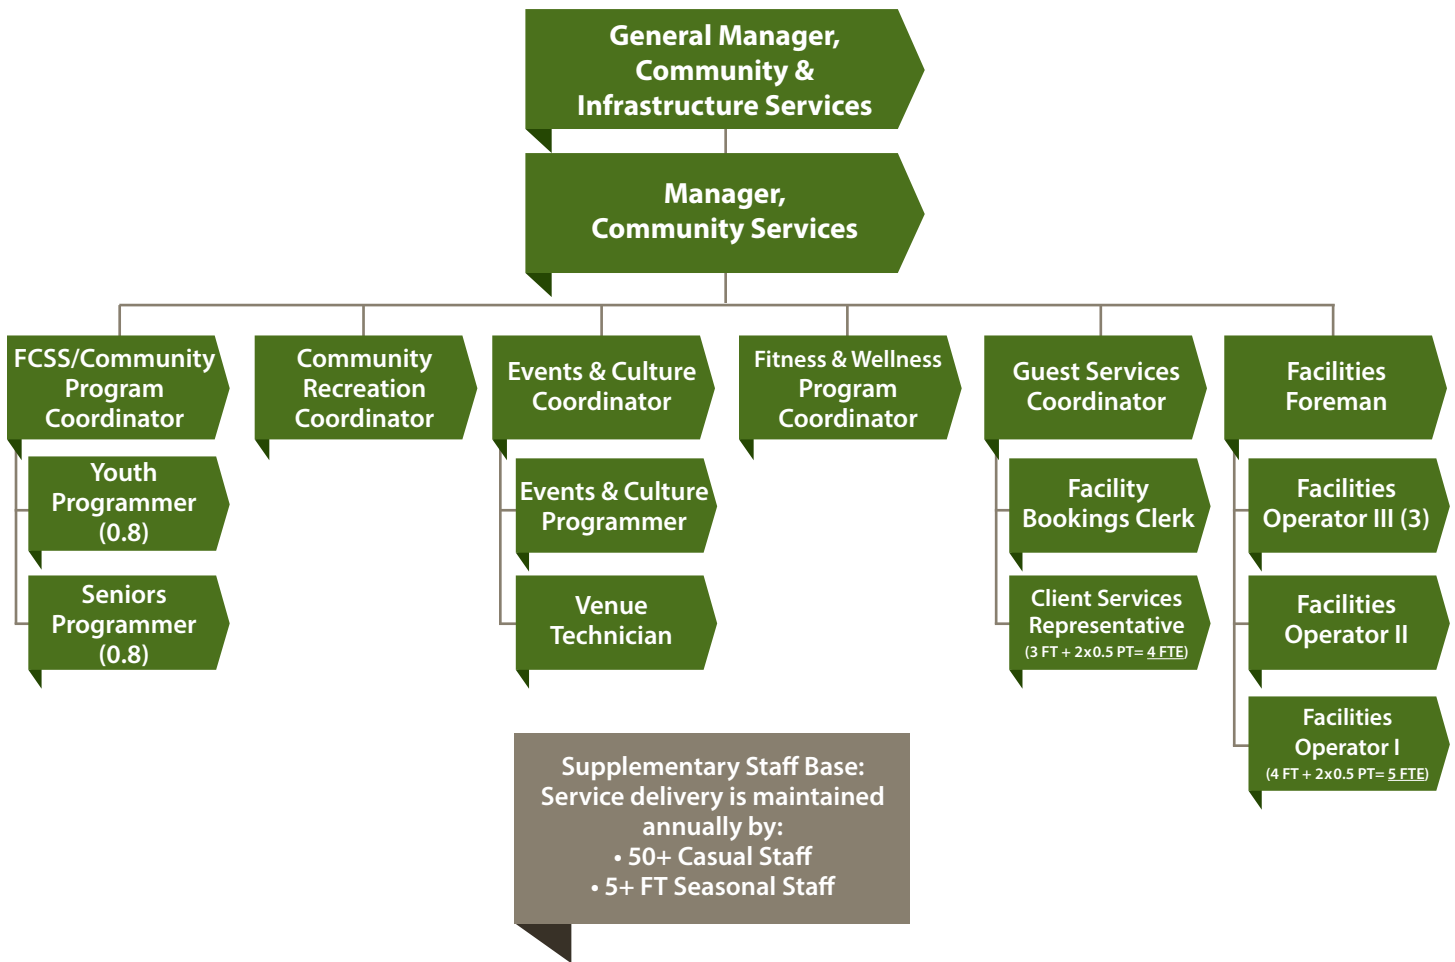 General Manager,
Community &
Infrastructure Services
Manager,
Community Services
FCSS/Community
Program
Coordinator
Youth
Programmer
(0.8)
Seniors
Programmer
(0.8)
Community
Recreation
Coordinator
Events & Culture
Coordinator
Events & Culture
Programmer
Venue
Technician
Fitness & Wellness
Program
Coordinator
Guest Services
Coordinator
Facility
Bookings Clerk
Client Services
Representative
(3 FT + 2x0.5 PT= 4 FTE)
Facilities
Foreman
Facilities
Operator III (3)
Facilities
Operator II
Facilities
Operator I
(4 FT + 2x0.5 PT= 5 FTE)
Supplementary Staff Base:
Service delivery is maintained
annually by:
• 50+ Casual Staff
• 5+ FT Seasonal Staff